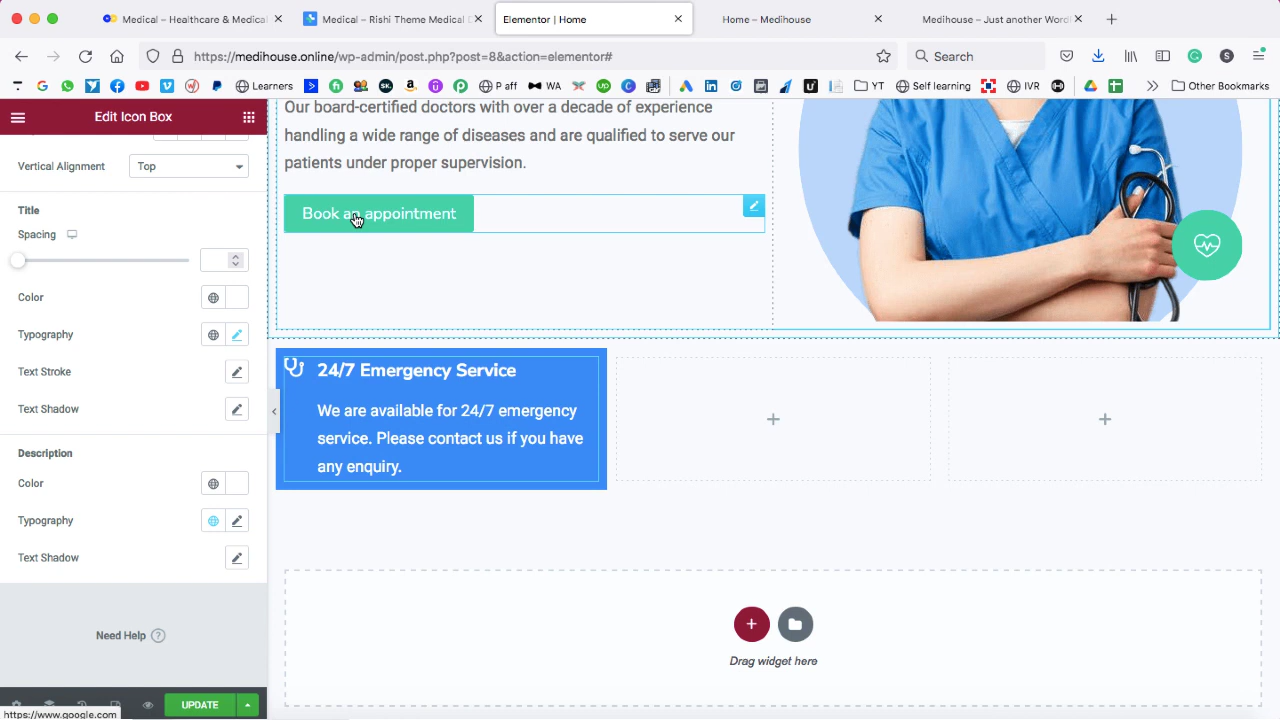 Medical – Healthcare & Medical
Medical – Rishi Theme Medical D
Elementor | Home
Home – Medihouse
Medihouse – Just another Word
https://medihouse.online/wp-admin/post.php?post=8&action=elementor#
Search
Learners
P aff
WA
YT
Self learning
IVR
Other Bookmarks
Edit Icon Box
Vertical Alignment
Top
Title
Spacing
Color
Typography
Text Stroke
Text Shadow
Description
Color
Typography
Text Shadow
Need Help
UPDATE
https://www.google.com
Our board-certified doctors with over a decade of experience
handling a wide range of diseases and are qualified to serve our
patients under proper supervision.
Book an appointment
24/7 Emergency Service
We are available for 24/7 emergency
service. Please contact us if you have
any enquiry.
Drag widget here